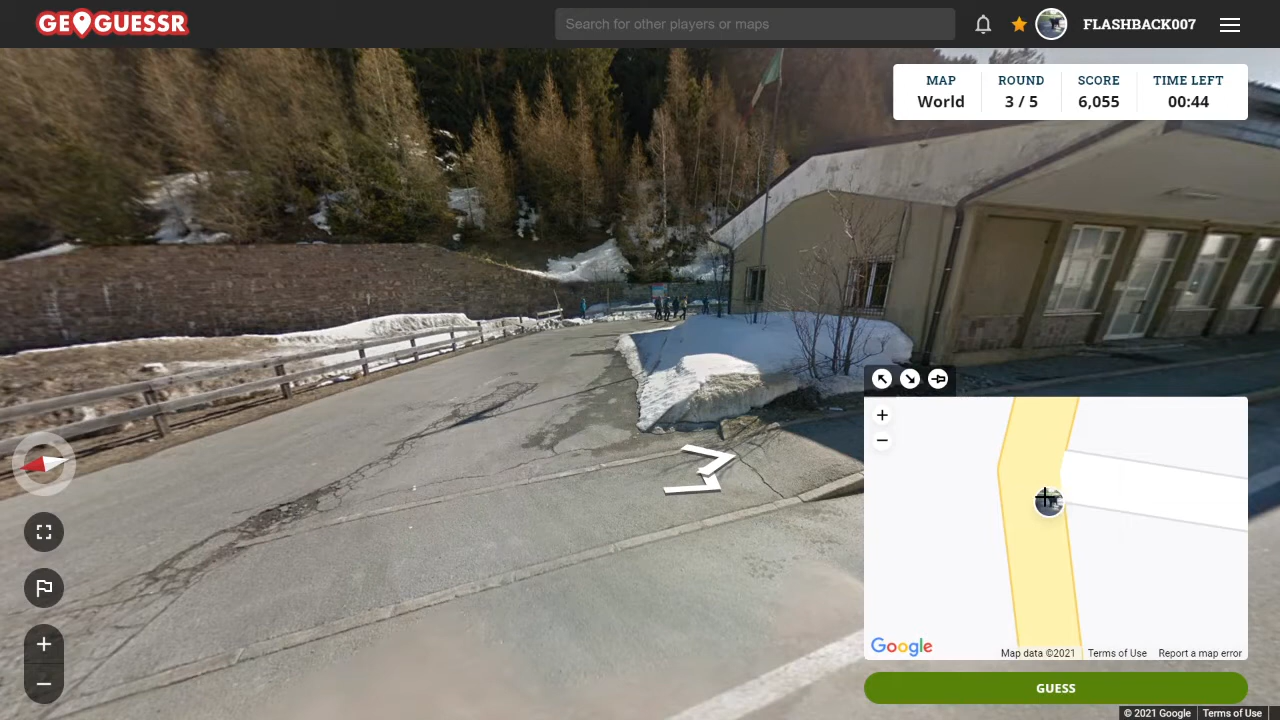 GEOGUESSR
Search for other players or maps
FLASHBACK007
MAP
World
ROUND
3 / 5
SCORE
6,055
TIME LEFT
00:44
Google
Map data ©2021
Terms of Use
Report a map error
GUESS
© 2021 Google
Terms of Use